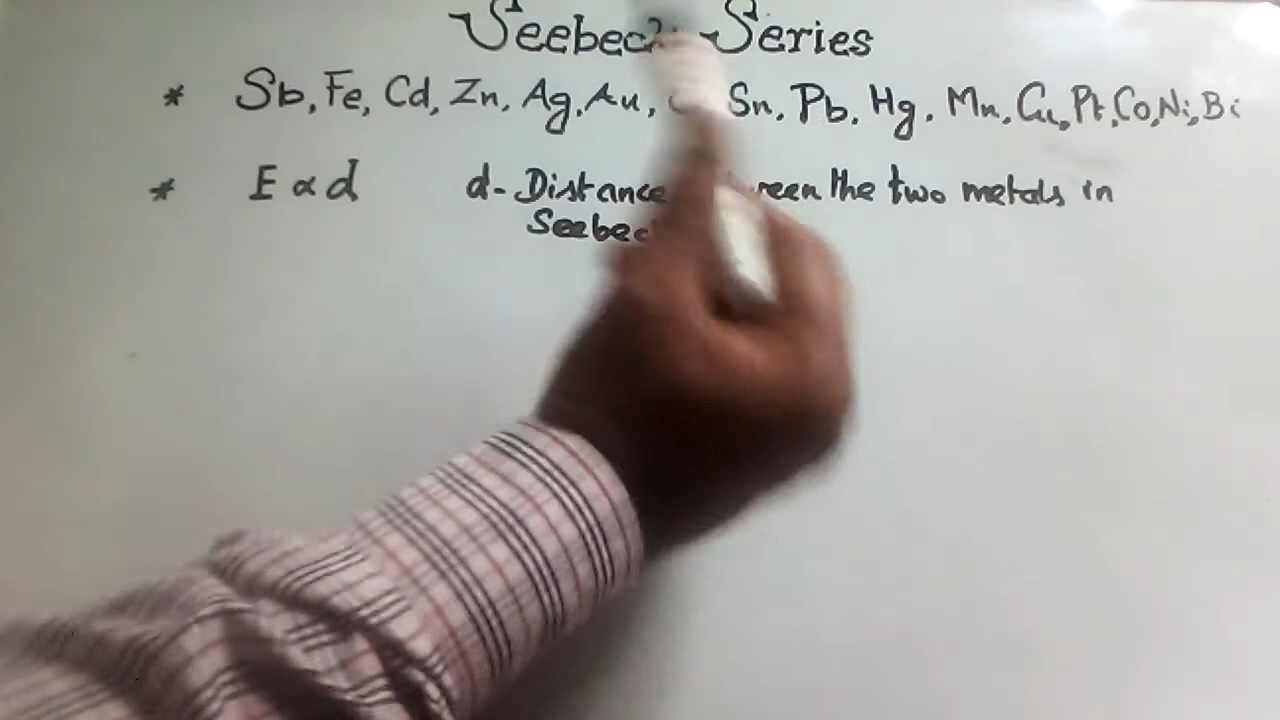 Seebeck Series
* Sb, Fe, Cd, Zn, Ag, Au, Sn, Pb, Hg, Mn, Cu, Pt, Co, Ni, Bi
* E ∝ d d - Distance the two metals in